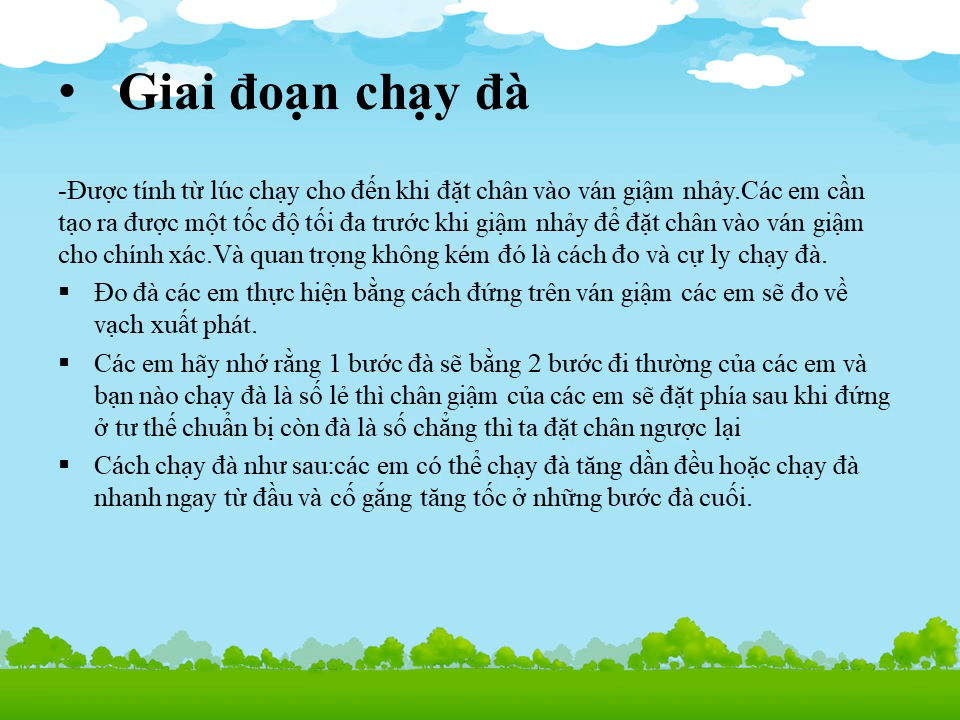 • Giai đoạn chạy đà
-Được tính từ lúc chạy cho đến khi đặt chân vào ván giậm nhảy.Các em cần
tạo ra được một tốc độ tối đa trước khi giậm nhảy để đặt chân vào ván giậm
cho chính xác.Và quan trọng không kém đó là cách đo và cự ly chạy đà.
▪ Đo đà các em thực hiện bằng cách đứng trên ván giậm các em sẽ đo về
vạch xuất phát.
▪ Các em hãy nhớ rằng 1 bước đà sẽ bằng 2 bước đi thường của các em và
bạn nào chạy đà là số lẻ thì chân giậm của các em sẽ đặt phía sau khi đứng
ở tư thế chuẩn bị còn đà là số chẳng thì ta đặt chân ngược lại
▪ Cách chạy đà như sau:các em có thể chạy đà tăng dần đều hoặc chạy đà
nhanh ngay từ đầu và cố gắng tăng tốc ở những bước đà cuối.